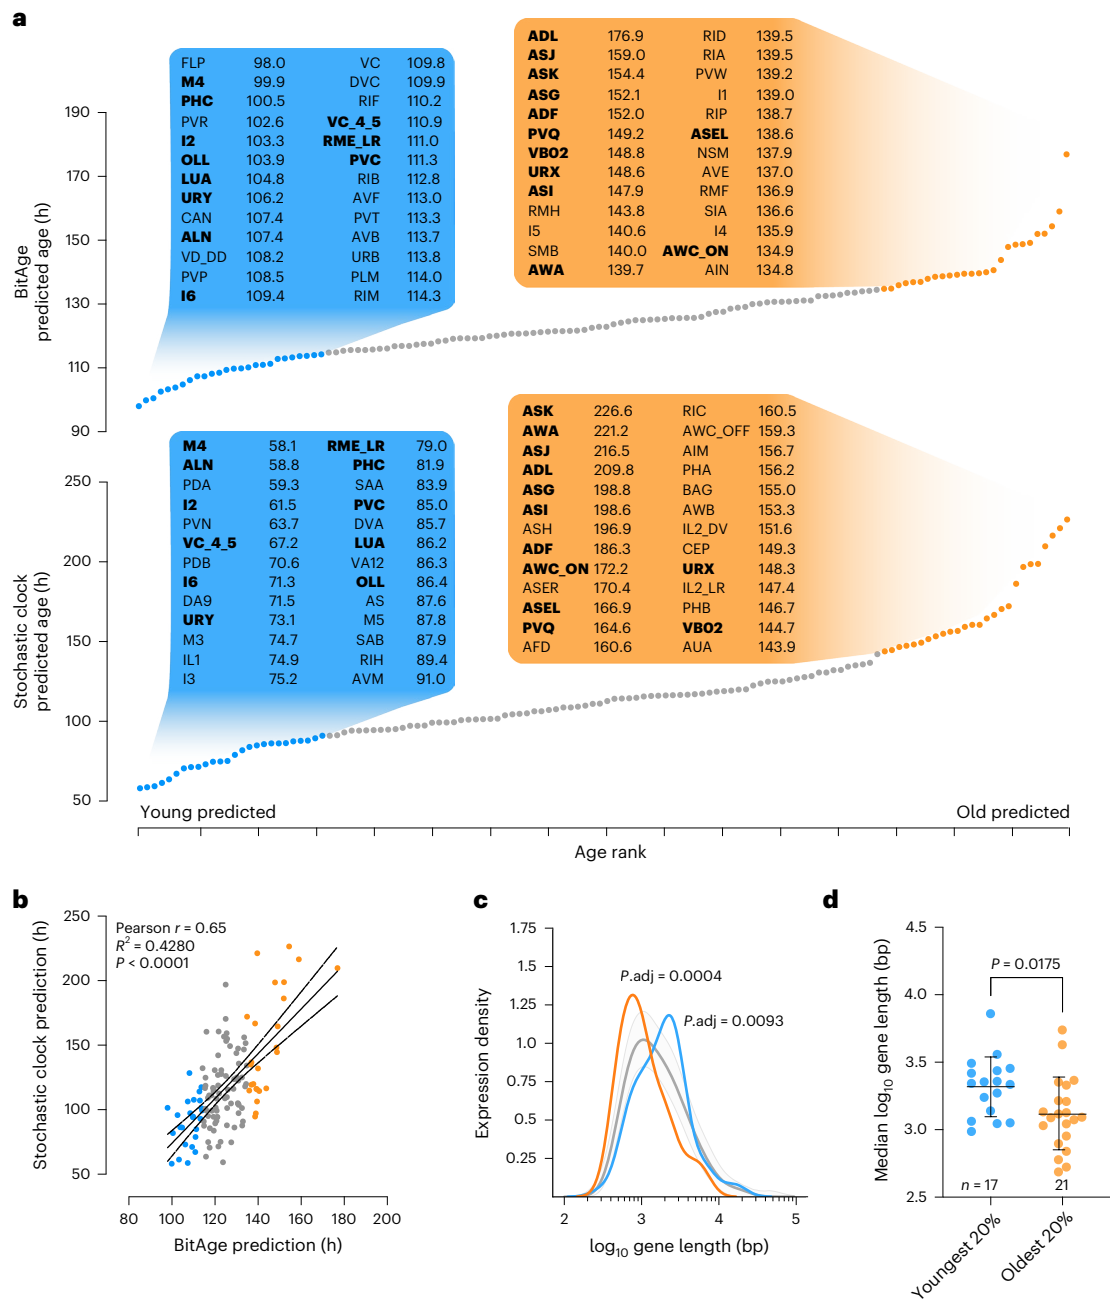 a
190
170
150
130
110
90
BitAge
predicted age (h)
FLP 98.0 VC 109.8
M4 99.9 DVC 109.9
PHC 100.5 RIF 110.2
PVR 102.6 VC_4_5 110.9
I2 103.3 RME_LR 111.0
OLL 103.9 PVC 111.3
LUA 104.8 RIB 112.8
URY 106.2 AVF 113.0
CAN 107.4 PVT 113.3
ALN 107.4 AVB 113.7
VD_DD 108.2 URB 113.8
PVP 108.5 PLM 114.0
I6 109.4 RIM 114.3
ADL 176.9 RID 139.5
ASJ 159.0 RIA 139.5
ASK 154.4 PVW 139.2
ASG 152.1 I1 139.0
ADF 152.0 RIP 138.7
PVQ 149.2 ASEL 138.6
VB02 148.8 NSM 137.9
URX 148.6 AVE 137.0
ASI 147.9 RMF 136.9
RMH 143.8 SIA 136.6
I5 140.6 I4 135.9
SMB 140.0 AWC_ON 134.9
AWA 139.7 AIN 134.8
250
200
150
100
50
Stochastic clock
predicted age (h)
M4 58.1 RME_LR 79.0
ALN 58.8 PHC 81.9
PDA 59.3 SAA 83.9
I2 61.5 PVC 85.0
PVN 63.7 DVA 85.7
VC_4_5 67.2 LUA 86.2
PDB 70.6 VA12 86.3
I6 71.3 OLL 86.4
DA9 71.5 AS 87.6
URY 73.1 M5 87.8
M3 74.7 SAB 87.9
IL1 74.9 RIH 89.4
I3 75.2 AVM 91.0
ASK 226.6 RIC 160.5
AWA 221.2 AWC_OFF 159.3
ASJ 216.5 AIM 156.7
ADL 209.8 PHA 156.2
ASG 198.8 BAG 155.0
ASI 198.6 AWB 153.3
ASH 196.9 IL2_DV 151.6
ADF 186.3 CEP 149.3
AWC_ON 172.2 URX 148.3
ASER 170.4 IL2_LR 147.4
ASEL 166.9 PHB 146.7
PVQ 164.6 VB02 144.7
AFD 160.6 AUA 143.9
Young predicted
Old predicted
Age rank
b
Pearson r = 0.65
R² = 0.4280
P < 0.0001
250
200
150
100
50
Stochastic clock prediction (h)
80 100 120 140 160 180 200
BitAge prediction (h)
c
1.75
1.5
1.25
1.0
0.75
0.50
0.25
Expression density
P.adj = 0.0004
P.adj = 0.0093
2 3 4 5
log₁₀ gene length (bp)
d
4.5
4.0
3.5
3.0
2.5
Median log₁₀ gene length (bp)
P = 0.0175
n = 17 21
Youngest 20%
Oldest 20%